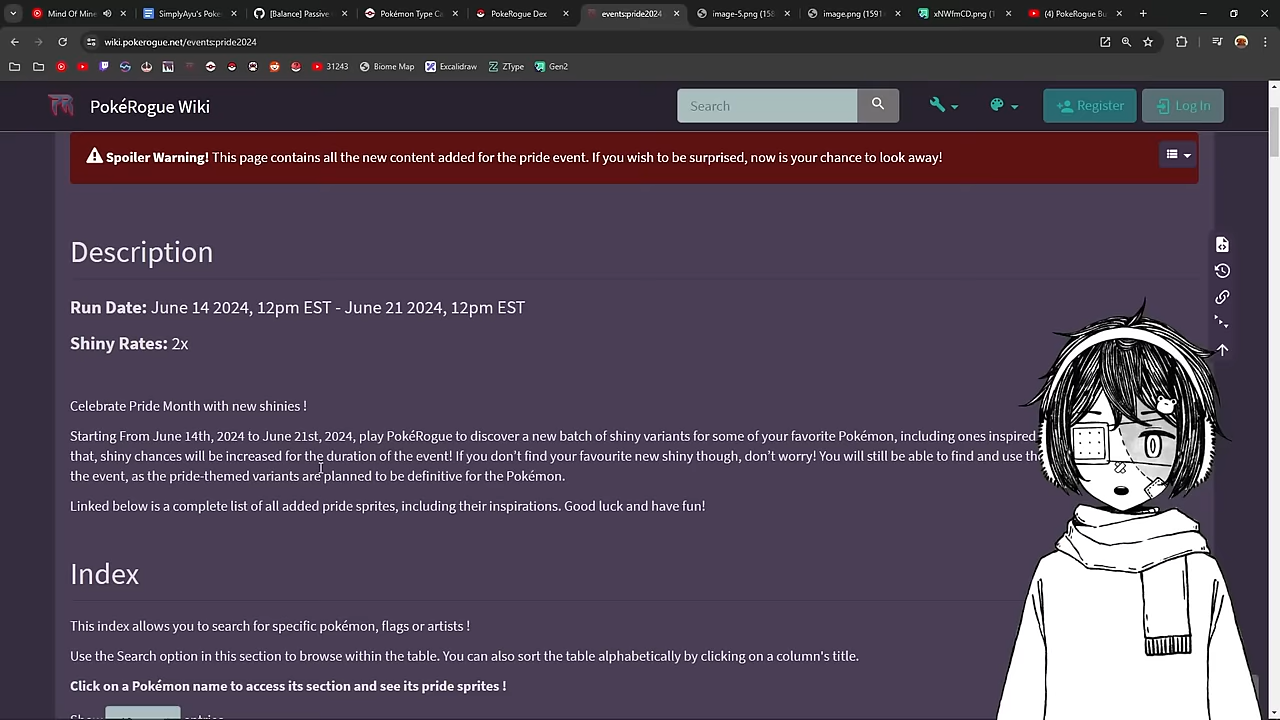 Mind Of Mine
SimplyAyu's Poke
[Balance] Passive
Pokémon Type Ca
PokeRogue Dex
events:pride2024
image-5.png (158
image.png (1591
xNWfmCD.png (1
(4) PokeRogue Bu
wiki.pokerogue.net/events:pride2024
31243
Biome Map
Excalidraw
ZType
Gen2
PokéRogue Wiki
Search
Register
Log In
Spoiler Warning! This page contains all the new content added for the pride event. If you wish to be surprised, now is your chance to look away!
Description
Run Date: June 14 2024, 12pm EST - June 21 2024, 12pm EST
Shiny Rates: 2x
Celebrate Pride Month with new shinies !
Starting From June 14th, 2024 to June 21st, 2024, play PokéRogue to discover a new batch of shiny variants for some of your favorite Pokémon, including ones inspired
that, shiny chances will be increased for the duration of the event! If you don't find your favourite new shiny though, don't worry! You will still be able to find and use
the event, as the pride-themed variants are planned to be definitive for the Pokémon.
Linked below is a complete list of all added pride sprites, including their inspirations. Good luck and have fun!
Index
This index allows you to search for specific pokémon, flags or artists !
Use the Search option in this section to browse within the table. You can also sort the table alphabetically by clicking on a column's title.
Click on a Pokémon name to access its section and see its pride sprites !
Show entries